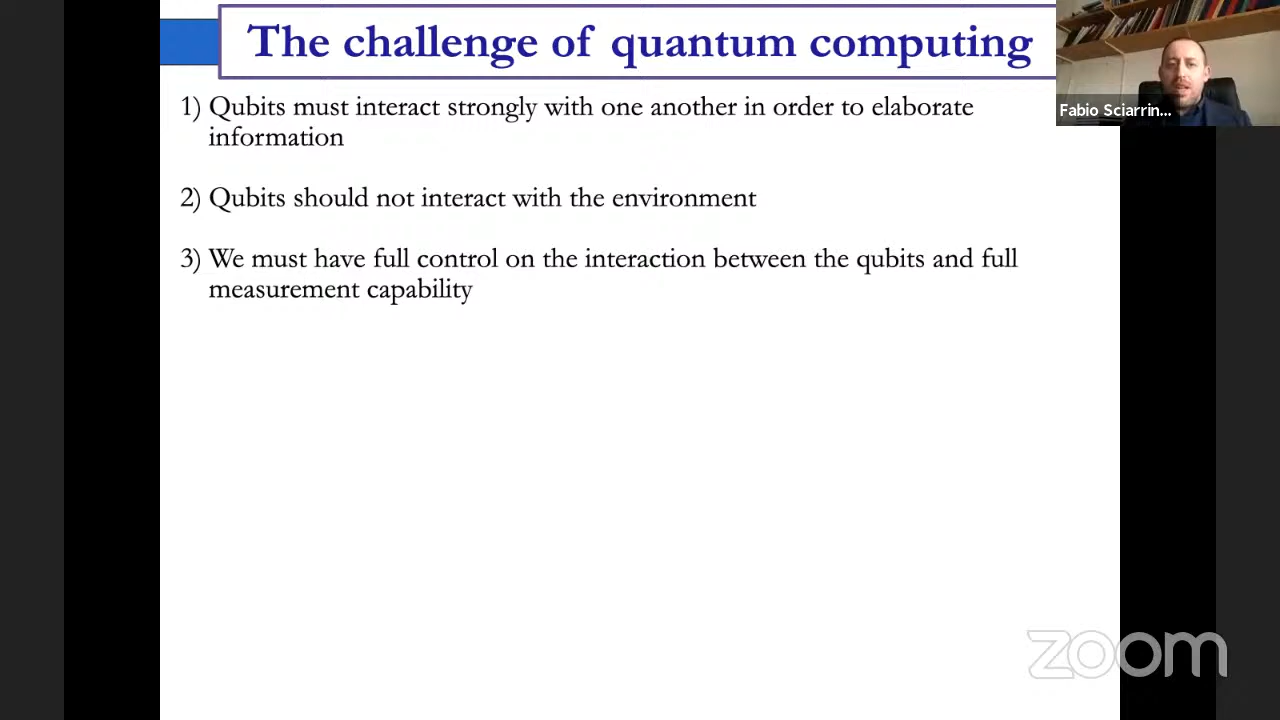 The challenge of quantum computing
Fabio Sciarrin...
1) Qubits must interact strongly with one another in order to elaborate
information
2) Qubits should not interact with the environment
3) We must have full control on the interaction between the qubits and full
measurement capability
zoom